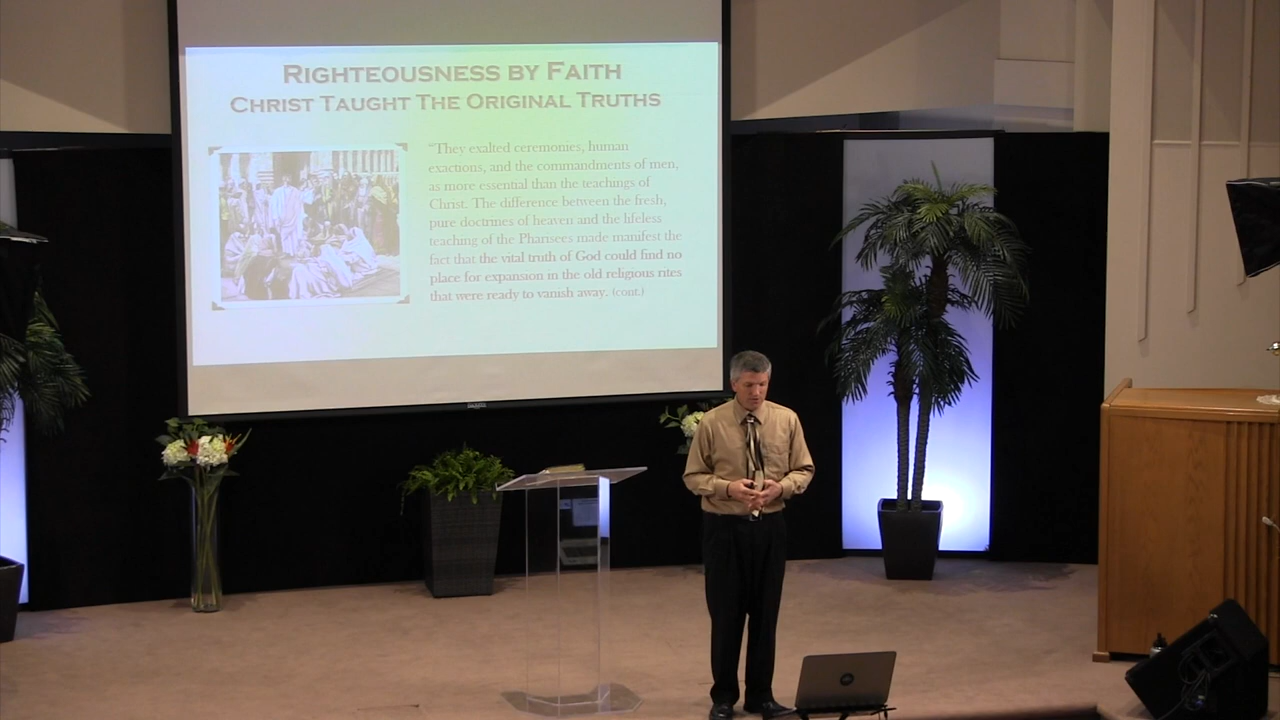 RIGHTEOUSNESS BY FAITH
CHRIST TAUGHT THE ORIGINAL TRUTHS
"They exalted ceremonies, human
exactions, and the commandments of men,
as more essential than the teachings of
Christ. The difference between the fresh,
pure doctrines of heaven and the lifeless
teaching of the Pharisees made manifest the
fact that the vital truth of God could find no
place for expansion in the old religious rites
that were ready to vanish away. (cont.)